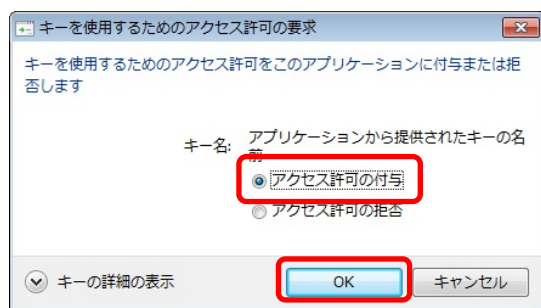 キーを使用するためのアクセス許可の要求
キーを使用するためのアクセス許可をこのアプリケーションに付与または拒
否します
キー名: アプリケーションから提供されたキーの名
前
アクセス許可の付与
アクセス許可の拒否
キーの詳細の表示 OK キャンセル